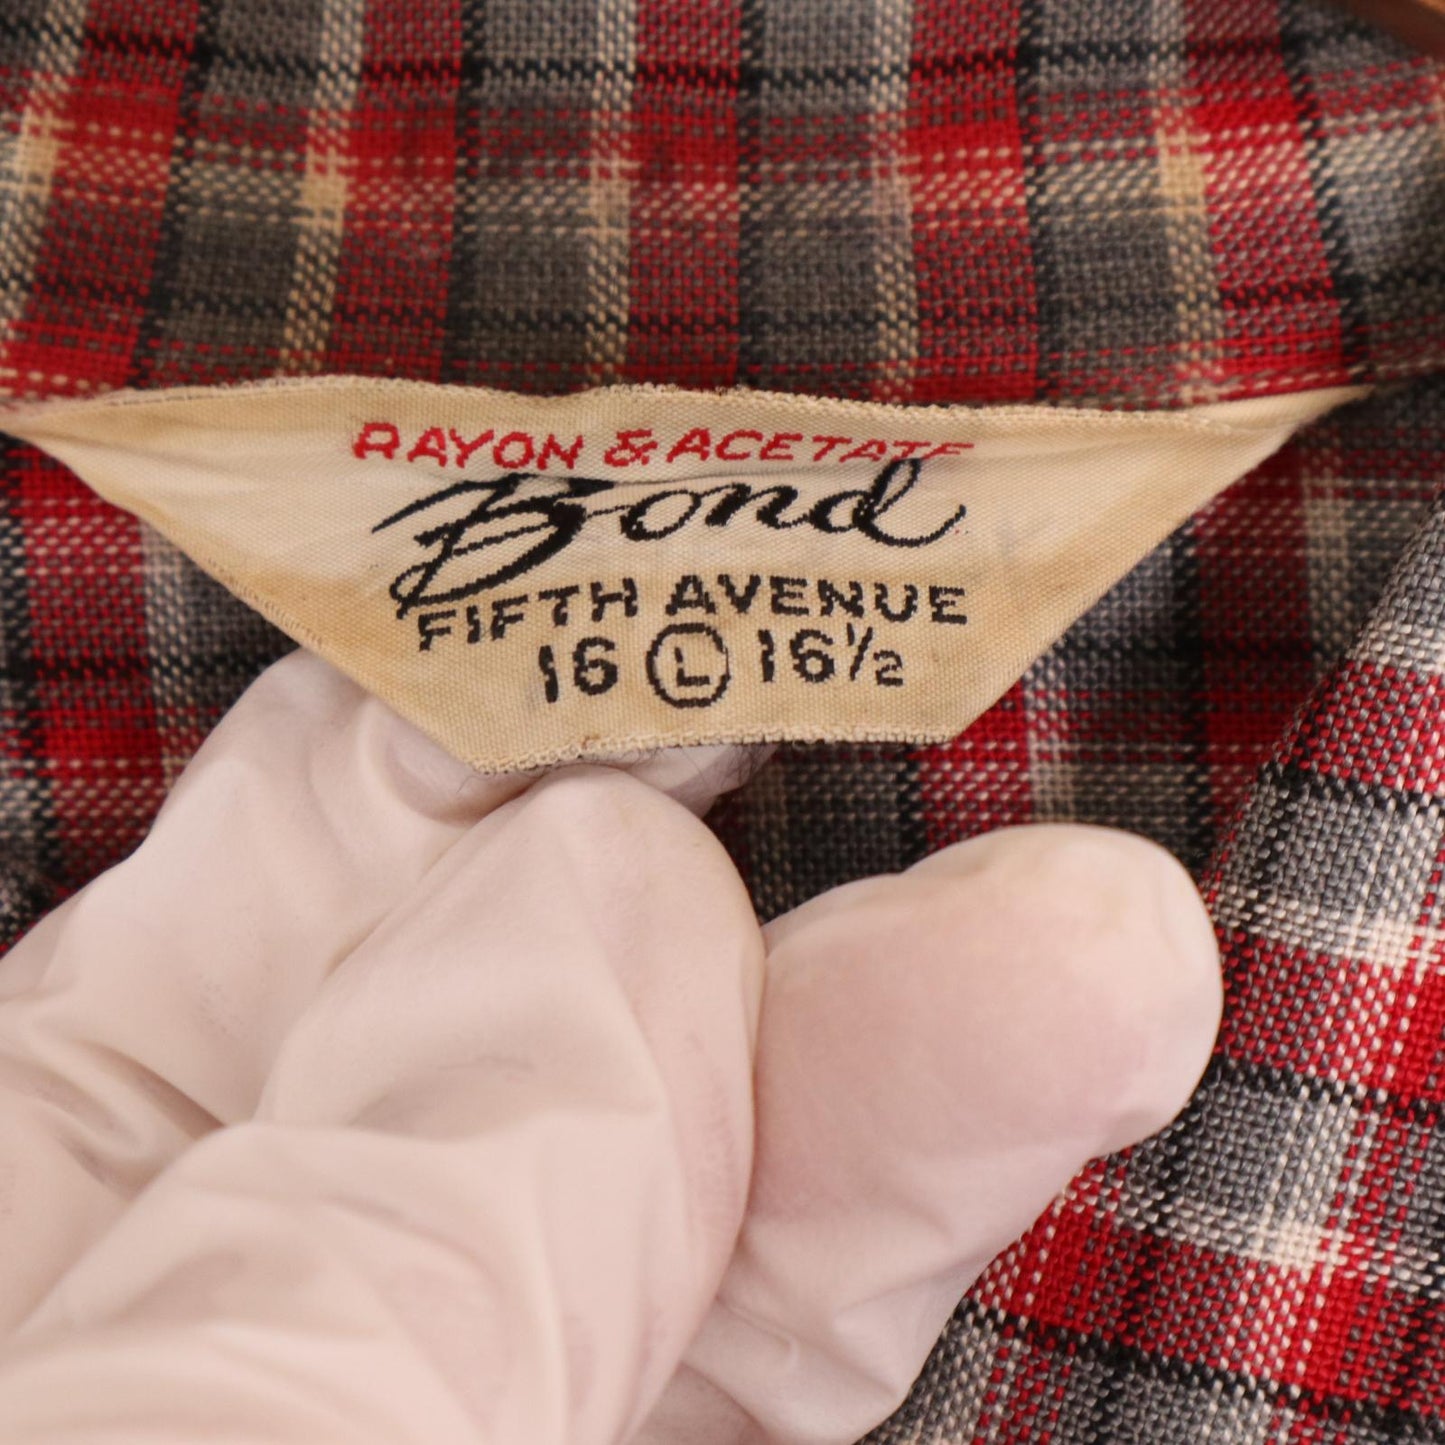 RAYON & ACETATE
Bond
FIFTH AVENUE
16 L 16½